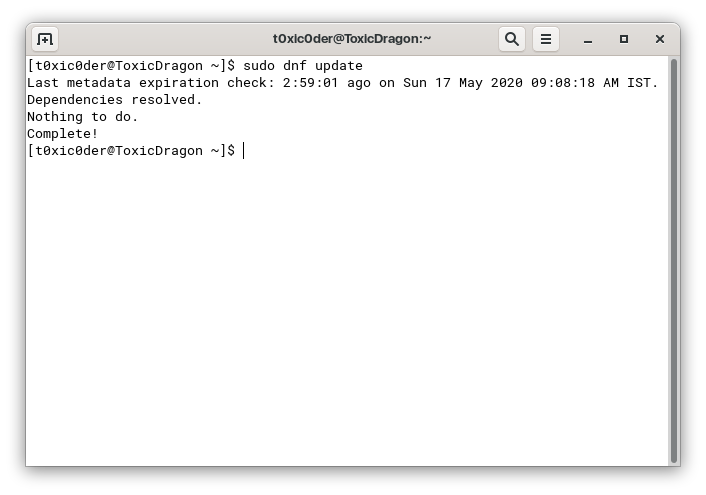 t0xic0der@ToxicDragon:~
[t0xic0der@ToxicDragon ~]$ sudo dnf update
Last metadata expiration check: 2:59:01 ago on Sun 17 May 2020 09:08:18 AM IST.
Dependencies resolved.
Nothing to do.
Complete!
[t0xic0der@ToxicDragon ~]$